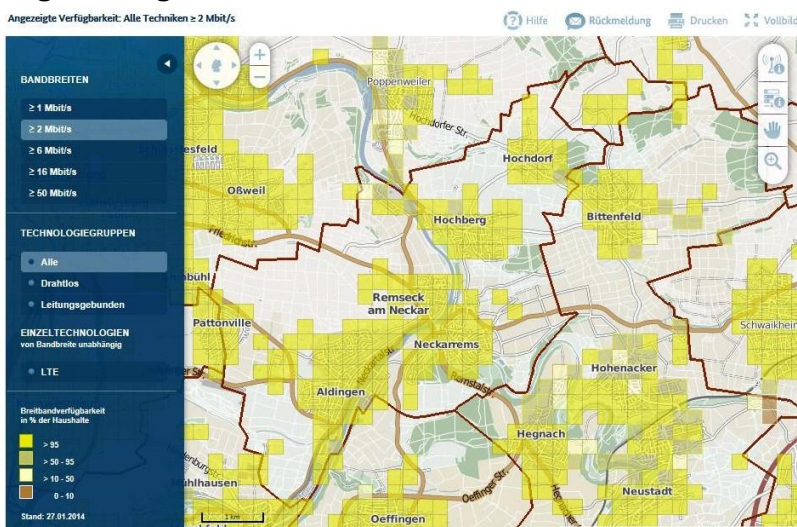 Angezeigte Verfügbarkeit: Alle Techniken ≥ 2 Mbit/s
Hilfe
Rückmeldung
Drucken
Vollbild
BANDBREITEN
≥ 1 Mbit/s
≥ 2 Mbit/s
≥ 6 Mbit/s
≥ 16 Mbit/s
≥ 50 Mbit/s
TECHNOLOGIEGRUPPEN
Alle
Drahtlos
Leitungsgebunden
EINZELTECHNOLOGIEN
von Bandbreite unabhängig
LTE
Breitbandverfügbarkeit
in % der Haushalte
> 95
> 50 - 95
> 10 - 50
0 - 10
Stand: 27.01.2014
Poppenweiler
Hochdorfer Str.
Hochdorf
Oßweil
Hochberg
Bittenfeld
Remseck
am Neckar
Pattonville
Neckarrems
Schwaikheim
Hohenacker
Remstalstr.
Aldingen
Hegnach
Oeffinger Str.
Neustadt
Oeffingen
1 km